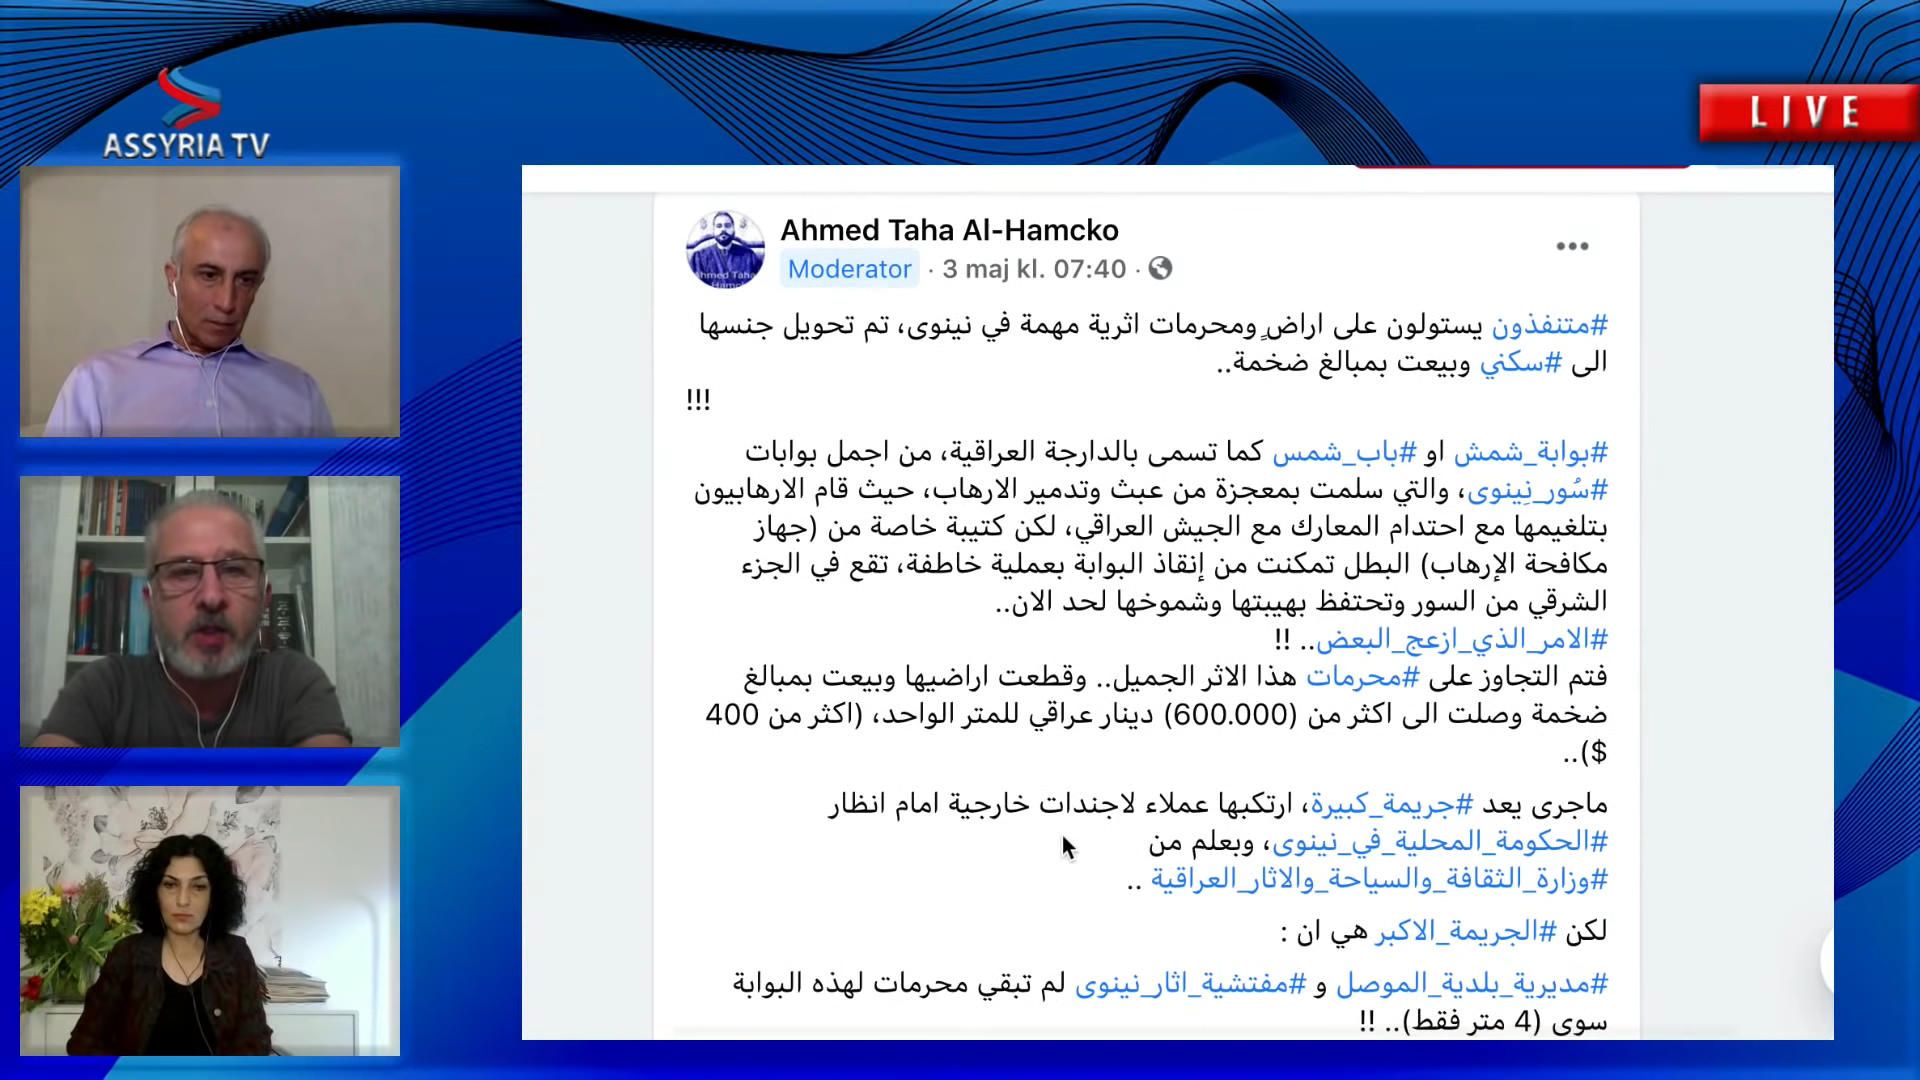 ASSYRIA TV
LIVE
Ahmed Taha Al-Hamcko
Moderator · 3 maj kl. 07:40 ·
#متنفذون يستولون على اراضٍ ومحرمات اثرية مهمة في نينوى، تم تحويل جنسها
الى #سكني وبيعت بمبالغ ضخمة..
!!!
#بوابة_شمش او #باب_شمس كما تسمى بالدارجة العراقية، من اجمل بوابات
#سُور_نِينوى، والتي سلمت بمعجزة من عبث وتدمير الارهاب، حيث قام الارهابيون
بتلغيمها مع احتدام المعارك مع الجيش العراقي، لكن كتيبة خاصة من (جهاز
مكافحة الإرهاب) البطل تمكنت من إنقاذ البوابة بعملية خاطفة، تقع في الجزء
الشرقي من السور وتحتفظ بهيبتها وشموخها لحد الان..
#الامر_الذي_ازعج_البعض.. !!
فتم التجاوز على #محرمات هذا الاثر الجميل.. وقطعت اراضيها وبيعت بمبالغ
ضخمة وصلت الى اكثر من (600.000) دينار عراقي للمتر الواحد، (اكثر من 400
$)..
ماجرى يعد #جريمة_كبيرة، ارتكبها عملاء لاجندات خارجية امام انظار
#الحكومة_المحلية_في_نينوى، وبعلم من
#وزارة_الثقافة_والسياحة_والاثار_العراقية ..
لكن #الجريمة_الاكبر هي ان :
#مديرية_بلدية_الموصل و #مفتشية_اثار_نينوى لم تبقي محرمات لهذه البوابة
سوى (4 متر فقط).. !!